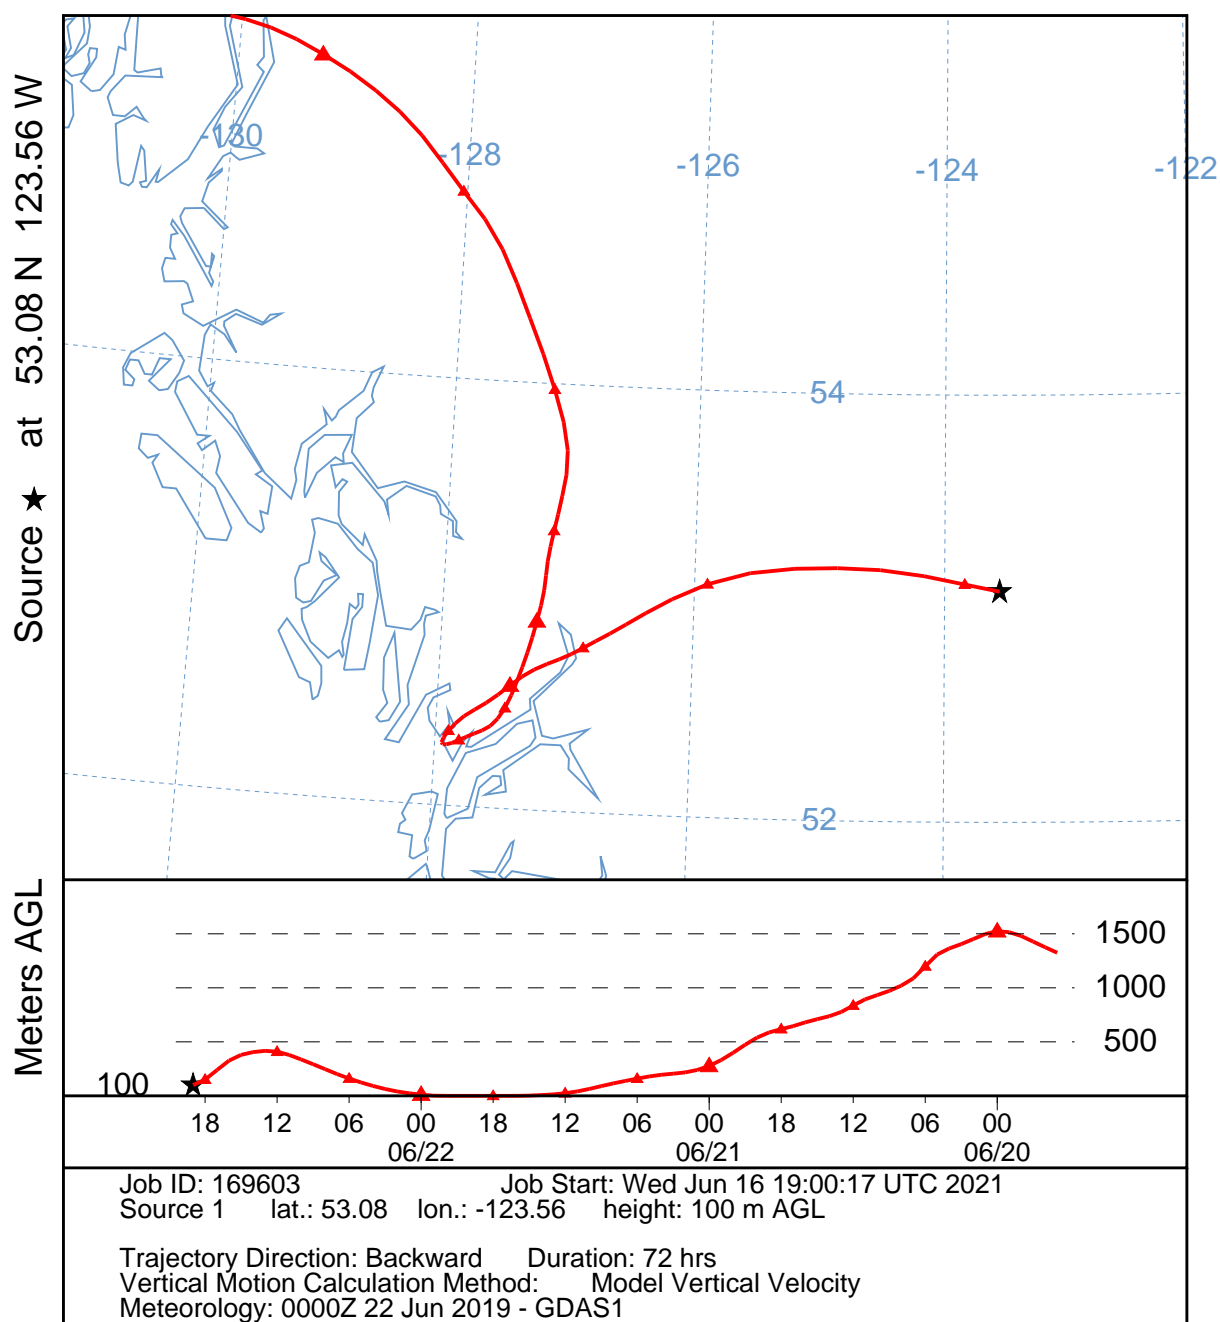 Source ★ at 53.08 N 123.56 W
-130
-128
-126
-124
-122
54
52
Meters AGL
1500
1000
500
100
18 12 06 00 18 12 06 00 18 12 06 00
06/22 06/21 06/20
Job ID: 169603 Job Start: Wed Jun 16 19:00:17 UTC 2021
Source 1 lat.: 53.08 lon.: -123.56 height: 100 m AGL
Trajectory Direction: Backward Duration: 72 hrs
Vertical Motion Calculation Method: Model Vertical Velocity
Meteorology: 0000Z 22 Jun 2019 - GDAS1